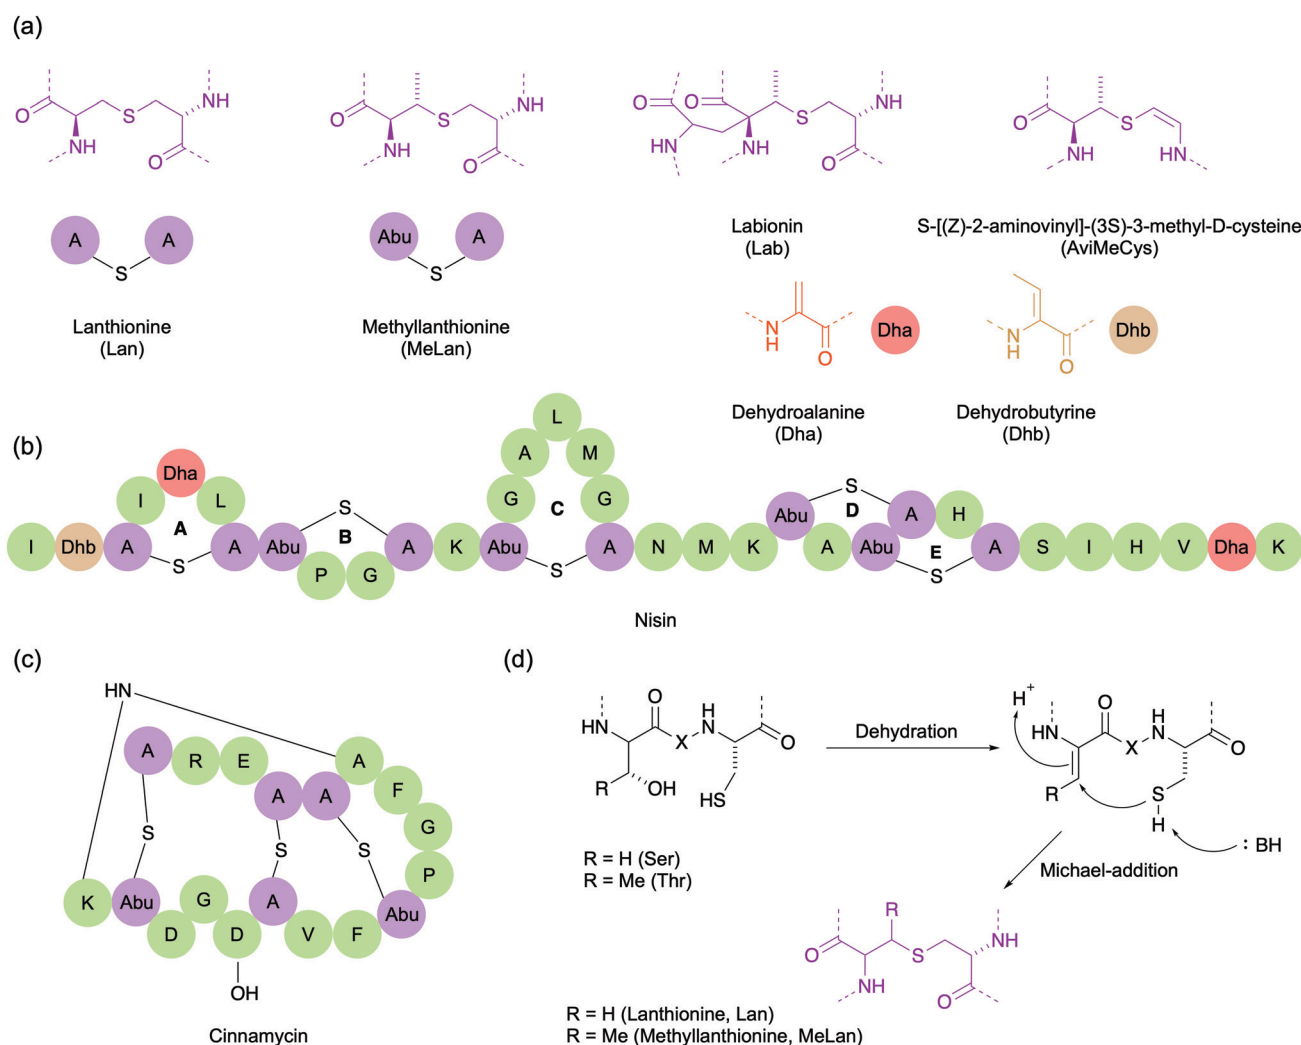 (a)
O NH S NH O
O NH S NH O
O HN O NH S NH O
O NH S HN
A S A
Abu S A
Lanthionine
(Lan)
Methyllanthionine
(MeLan)
Labionin
(Lab)
S-[(Z)-2-aminovinyl]-(3S)-3-methyl-D-cysteine
(AviMeCys)
N H O Dha
N H O Dhb
Dehydroalanine
(Dha)
Dehydrobutyrine
(Dhb)
(b)
I Dhb A I Dha L A S A Abu P G S B A K Abu G A L M G C S A N M K Abu S D A A Abu H E S A S I H V Dha K
Nisin
(c)
HN
A R E A A A F G P
S S S
K Abu D G D A V F Abu
OH
Cinnamycin
(d)
HN O X H N O R OH HS
R = H (Ser)
R = Me (Thr)
Dehydration
H+ HN O X H N O R S H
: BH
Michael-addition
R O NH S NH O
R = H (Lanthionine, Lan)
R = Me (Methyllanthionine, MeLan)